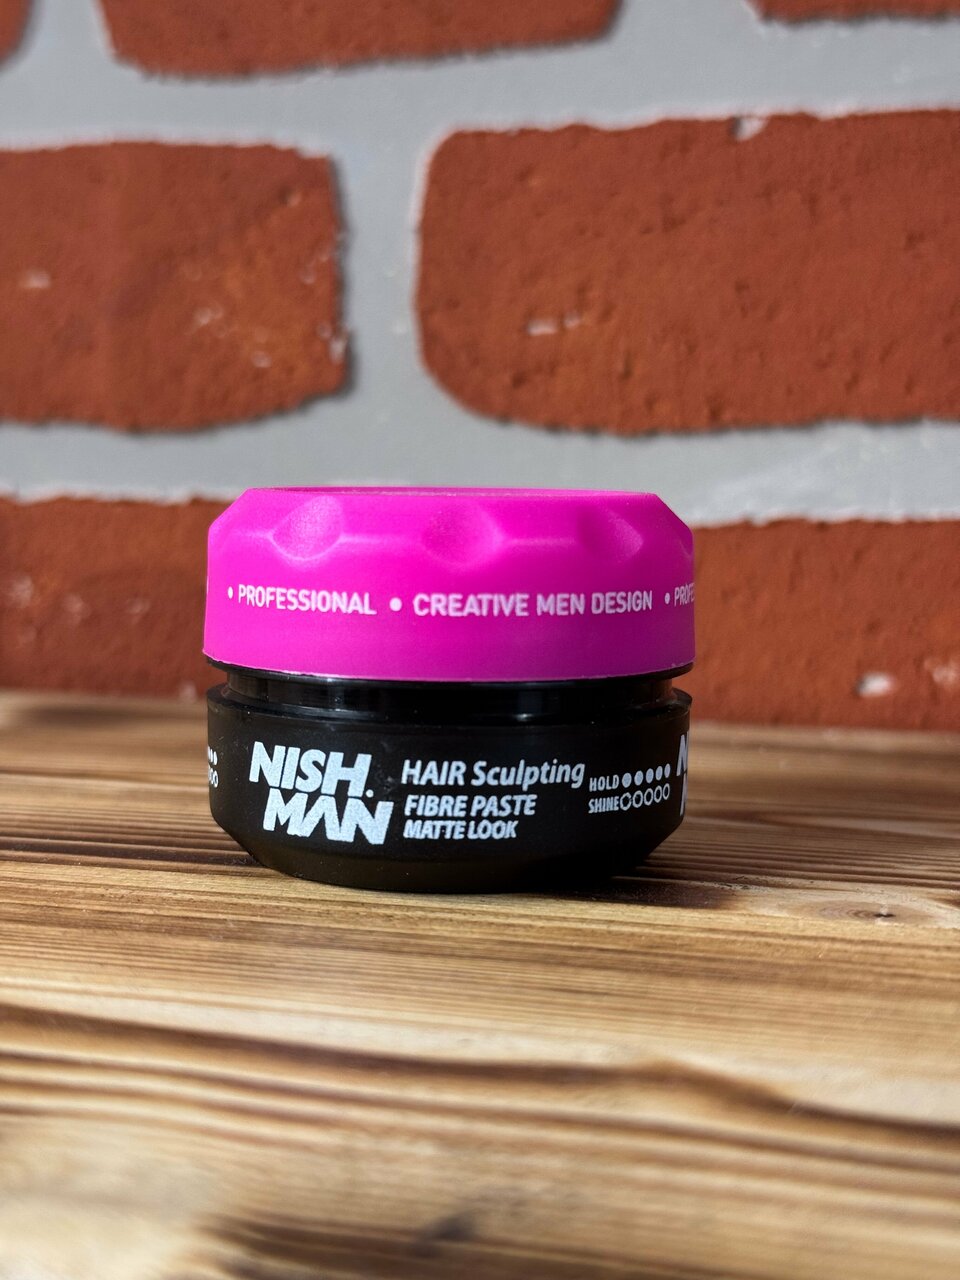 • PROFESSIONAL • CREATIVE MEN DESIGN •
NISH.
MAN
HAIR Sculpting
FIBRE PASTE
MATTE LOOK
HOLD
SHINE